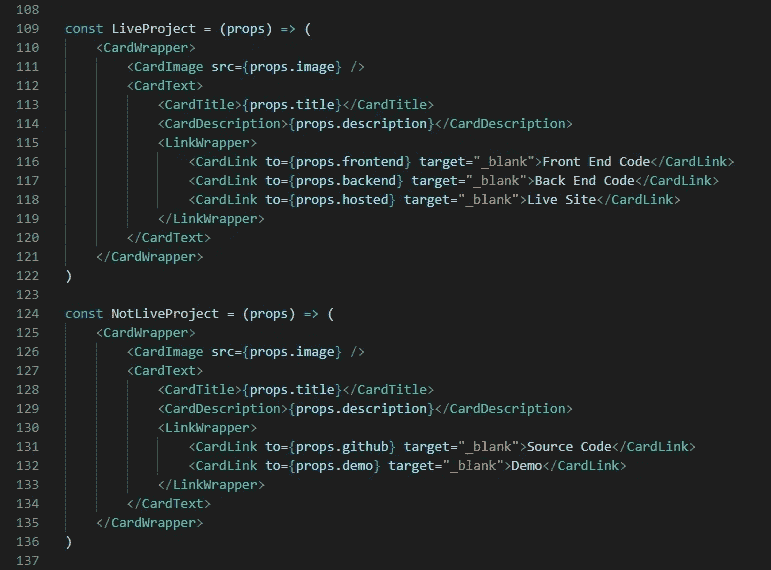 108
109 const LiveProject = (props) => (
110     <CardWrapper>
111         <CardImage src={props.image} />
112         <CardText>
113             <CardTitle>{props.title}</CardTitle>
114             <CardDescription>{props.description}</CardDescription>
115             <LinkWrapper>
116                 <CardLink to={props.frontend} target="_blank">Front End Code</CardLink>
117                 <CardLink to={props.backend} target="_blank">Back End Code</CardLink>
118                 <CardLink to={props.hosted} target="_blank">Live Site</CardLink>
119             </LinkWrapper>
120         </CardText>
121     </CardWrapper>
122 )
123
124 const NotLiveProject = (props) => (
125     <CardWrapper>
126         <CardImage src={props.image} />
127         <CardText>
128             <CardTitle>{props.title}</CardTitle>
129             <CardDescription>{props.description}</CardDescription>
130             <LinkWrapper>
131                 <CardLink to={props.github} target="_blank">Source Code</CardLink>
132                 <CardLink to={props.demo} target="_blank">Demo</CardLink>
133             </LinkWrapper>
134         </CardText>
135     </CardWrapper>
136 )
137